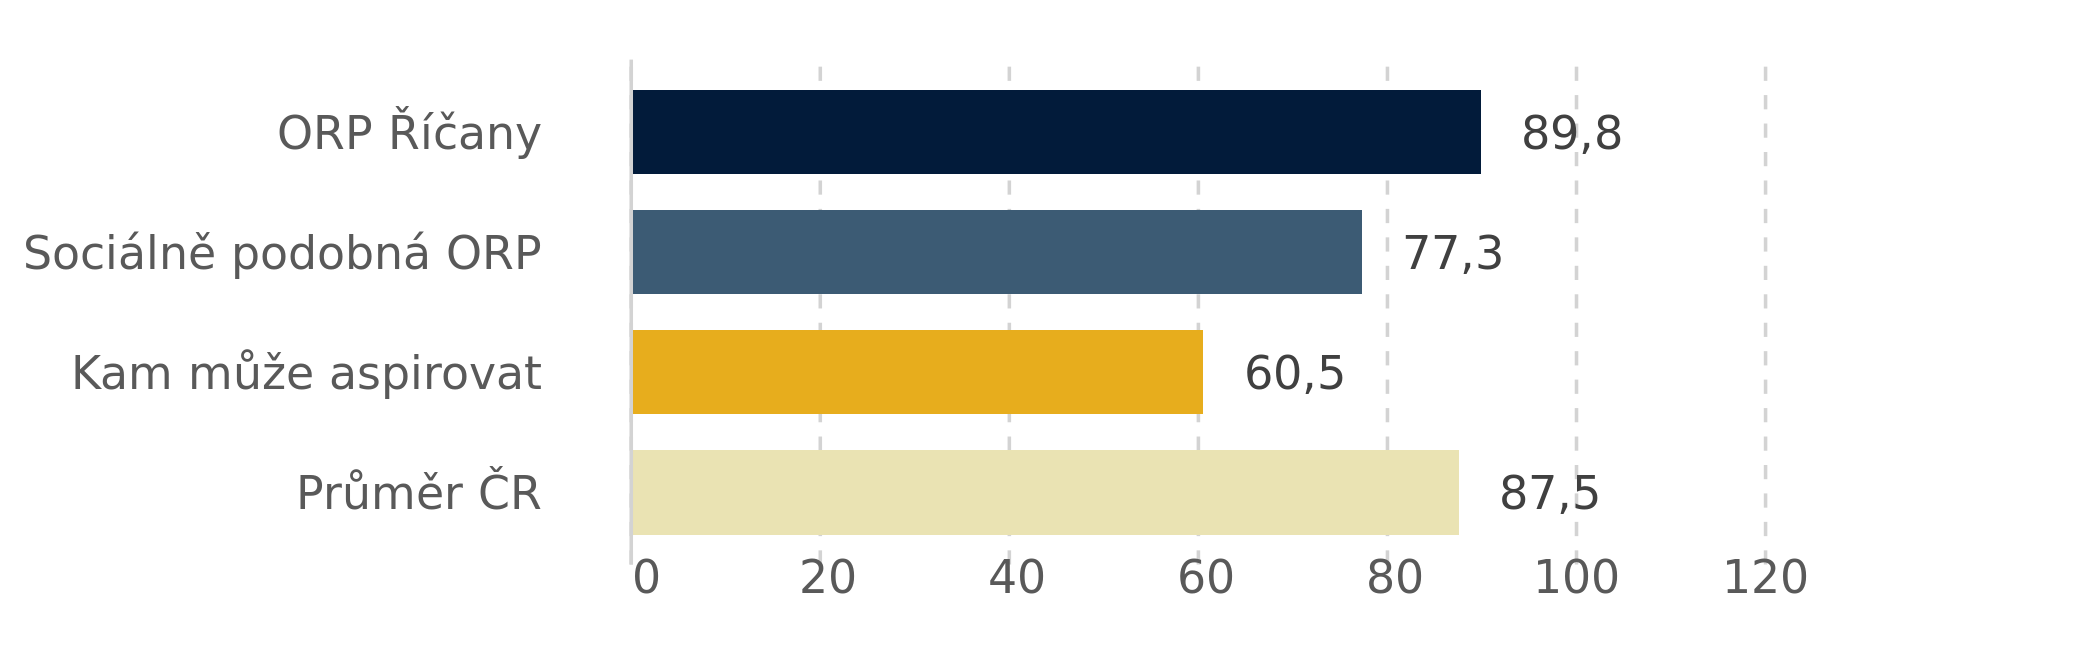 ORP Říčany
89,8
Sociálně podobná ORP
77,3
Kam může aspirovat
60,5
Průměr ČR
87,5
0 20 40 60 80 100 120